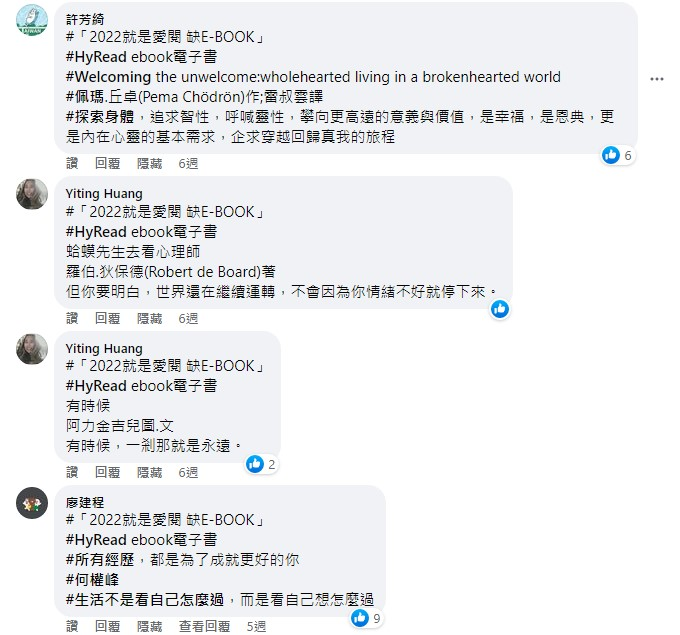 許芳綺
#「2022就是愛閱 缺E-BOOK」
#HyRead ebook電子書
#Welcoming the unwelcome:wholehearted living in a brokenhearted world
#佩瑪.丘卓(Pema Chödrön)作;雷叔雲譯
#探索身體，追求智性，呼喊靈性，攀向更高遠的意義與價值，是幸福，是恩典，更
是內在心靈的基本需求，企求穿越回歸真我的旅程
讚 回覆 隱藏 6週
6
Yiting Huang
#「2022就是愛閱 缺E-BOOK」
#HyRead ebook電子書
蛤蟆先生去看心理師
羅伯.狄保德(Robert de Board)著
但你要明白，世界還在繼續運轉，不會因為你情緒不好就停下來。
讚 回覆 隱藏 6週
Yiting Huang
#「2022就是愛閱 缺E-BOOK」
#HyRead ebook電子書
有時候
阿力金吉兒圖.文
有時候，一剎那就是永遠。
讚 回覆 隱藏 6週
2
廖建程
#「2022就是愛閱 缺E-BOOK」
#HyRead ebook電子書
#所有經歷，都是為了成就更好的你
#何權峰
#生活不是看自己怎麼過，而是看自己想怎麼過
讚 回覆 隱藏 查看回覆 5週
9